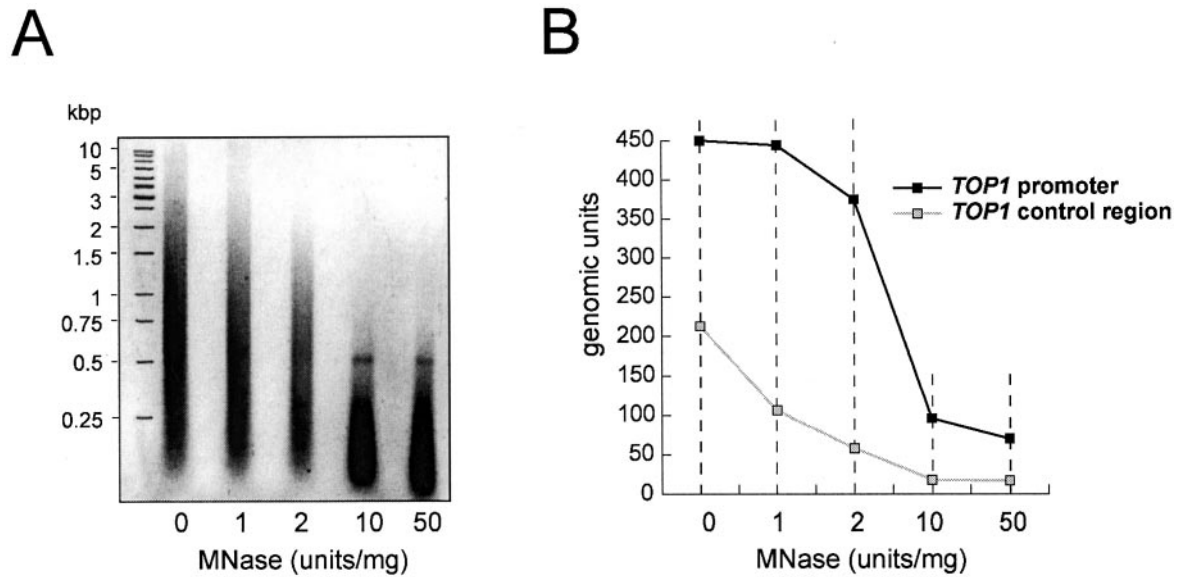 A
kbp
10
5
3
2
1.5
1
0.75
0.5
0.25
0 1 2 10 50
MNase (units/mg)
B
genomic units
450
400
350
300
250
200
150
100
50
0
TOP1 promoter
TOP1 control region
0 1 2 10 50
MNase (units/mg)